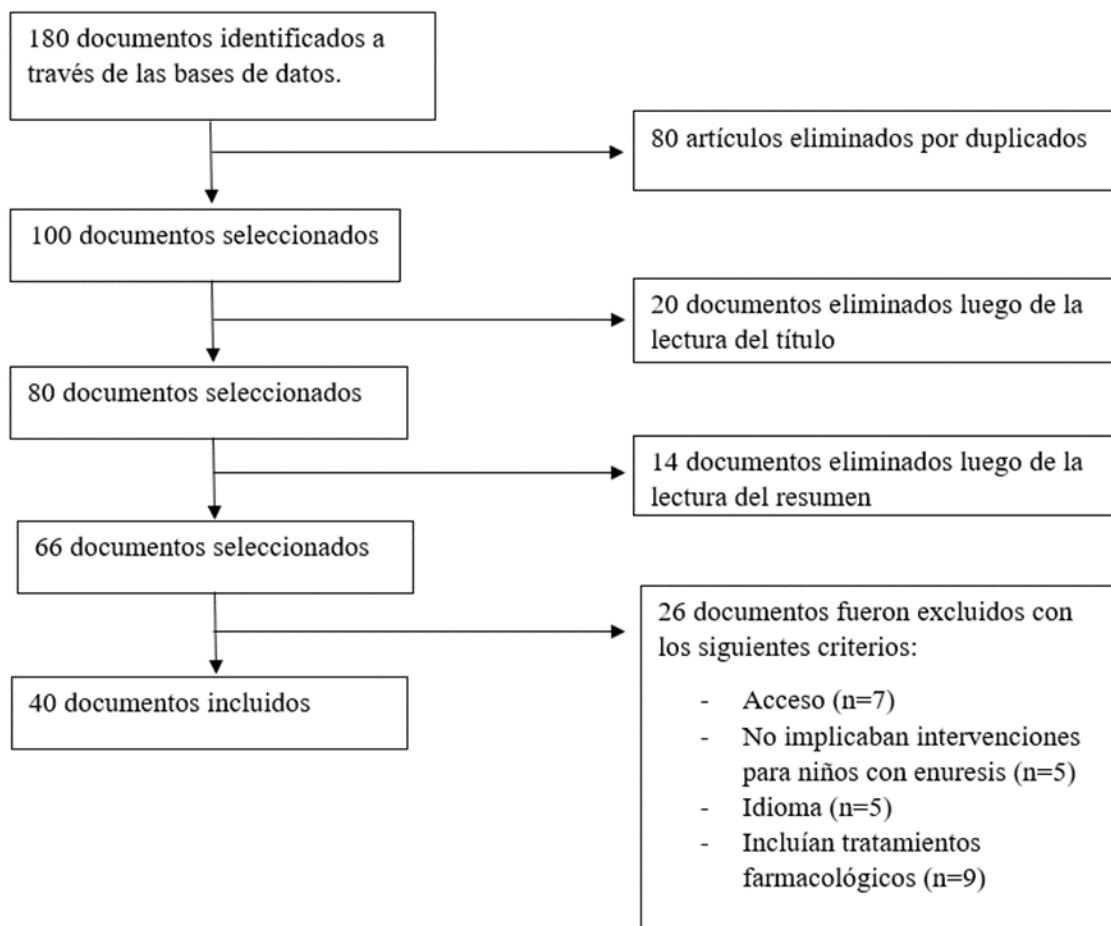 180 documentos identificados a
través de las bases de datos.
80 artículos eliminados por duplicados
100 documentos seleccionados
20 documentos eliminados luego de la
lectura del título
80 documentos seleccionados
14 documentos eliminados luego de la
lectura del resumen
66 documentos seleccionados
26 documentos fueron excluidos con
los siguientes criterios:
- Acceso (n=7)
- No implicaban intervenciones
para niños con enuresis (n=5)
- Idioma (n=5)
- Incluían tratamientos
farmacológicos (n=9)
40 documentos incluidos